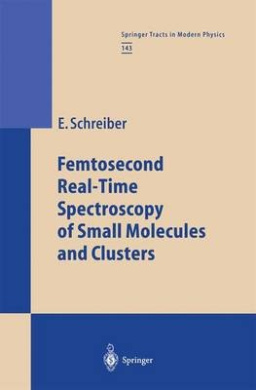 Springer Tracts in Modern Physics
143
E. Schreiber
Femtosecond
Real-Time
Spectroscopy
of Small Molecules
and Clusters
Springer